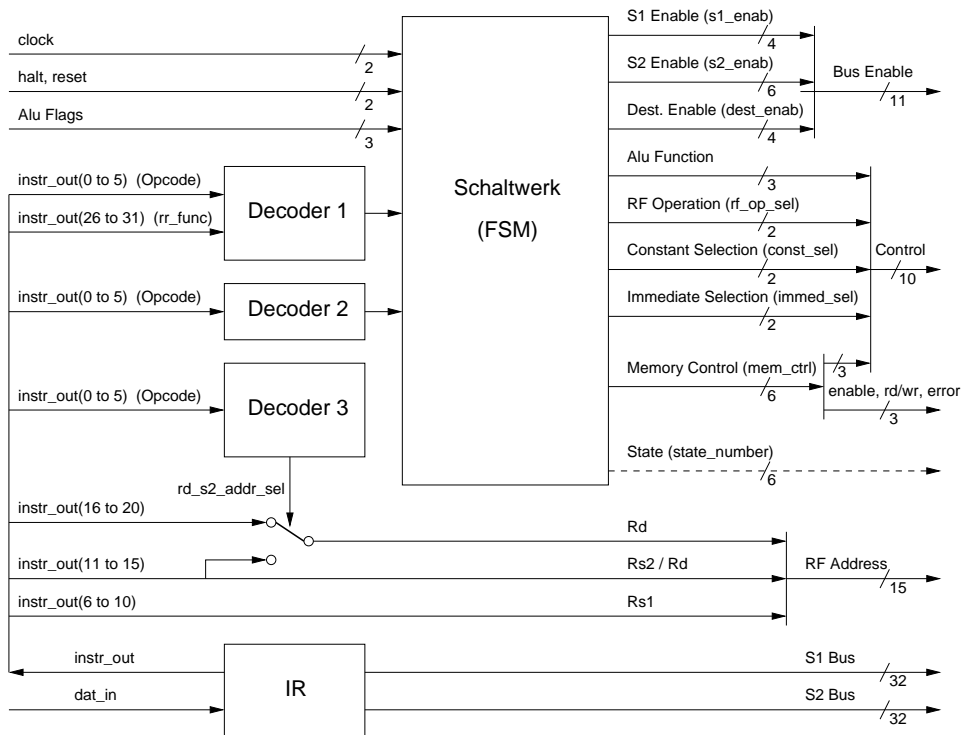 S1 Enable (s1_enab)
4
clock
2
S2 Enable (s2_enab)
6
Bus Enable
11
halt, reset
2
Dest. Enable (dest_enab)
4
Alu Flags
3
Alu Function
3
instr_out(0 to 5) (Opcode)
instr_out(26 to 31) (rr_func)
Decoder 1
Schaltwerk
(FSM)
RF Operation (rf_op_sel)
2
Constant Selection (const_sel)
2
Control
10
instr_out(0 to 5) (Opcode)
Decoder 2
Immediate Selection (immed_sel)
2
Memory Control (mem_ctrl)
6
3
enable, rd/wr, error
3
instr_out(0 to 5) (Opcode)
Decoder 3
State (state_number)
6
rd_s2_addr_sel
instr_out(16 to 20)
Rd
instr_out(11 to 15)
Rs2 / Rd
RF Address
15
instr_out(6 to 10)
Rs1
instr_out
IR
S1 Bus
32
dat_in
S2 Bus
32